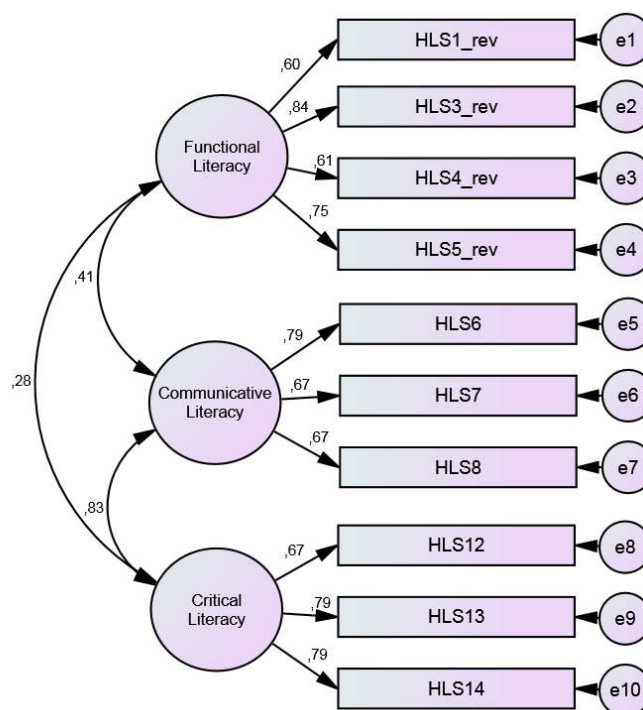 HLS1_rev
e1
,60
HLS3_rev
e2
,84
Functional
Literacy
,61
HLS4_rev
e3
,75
HLS5_rev
e4
,41
,79
HLS6
e5
,28
Communicative
Literacy
,67
HLS7
e6
,67
HLS8
e7
,83
,67
HLS12
e8
Critical
Literacy
,79
HLS13
e9
,79
HLS14
e10